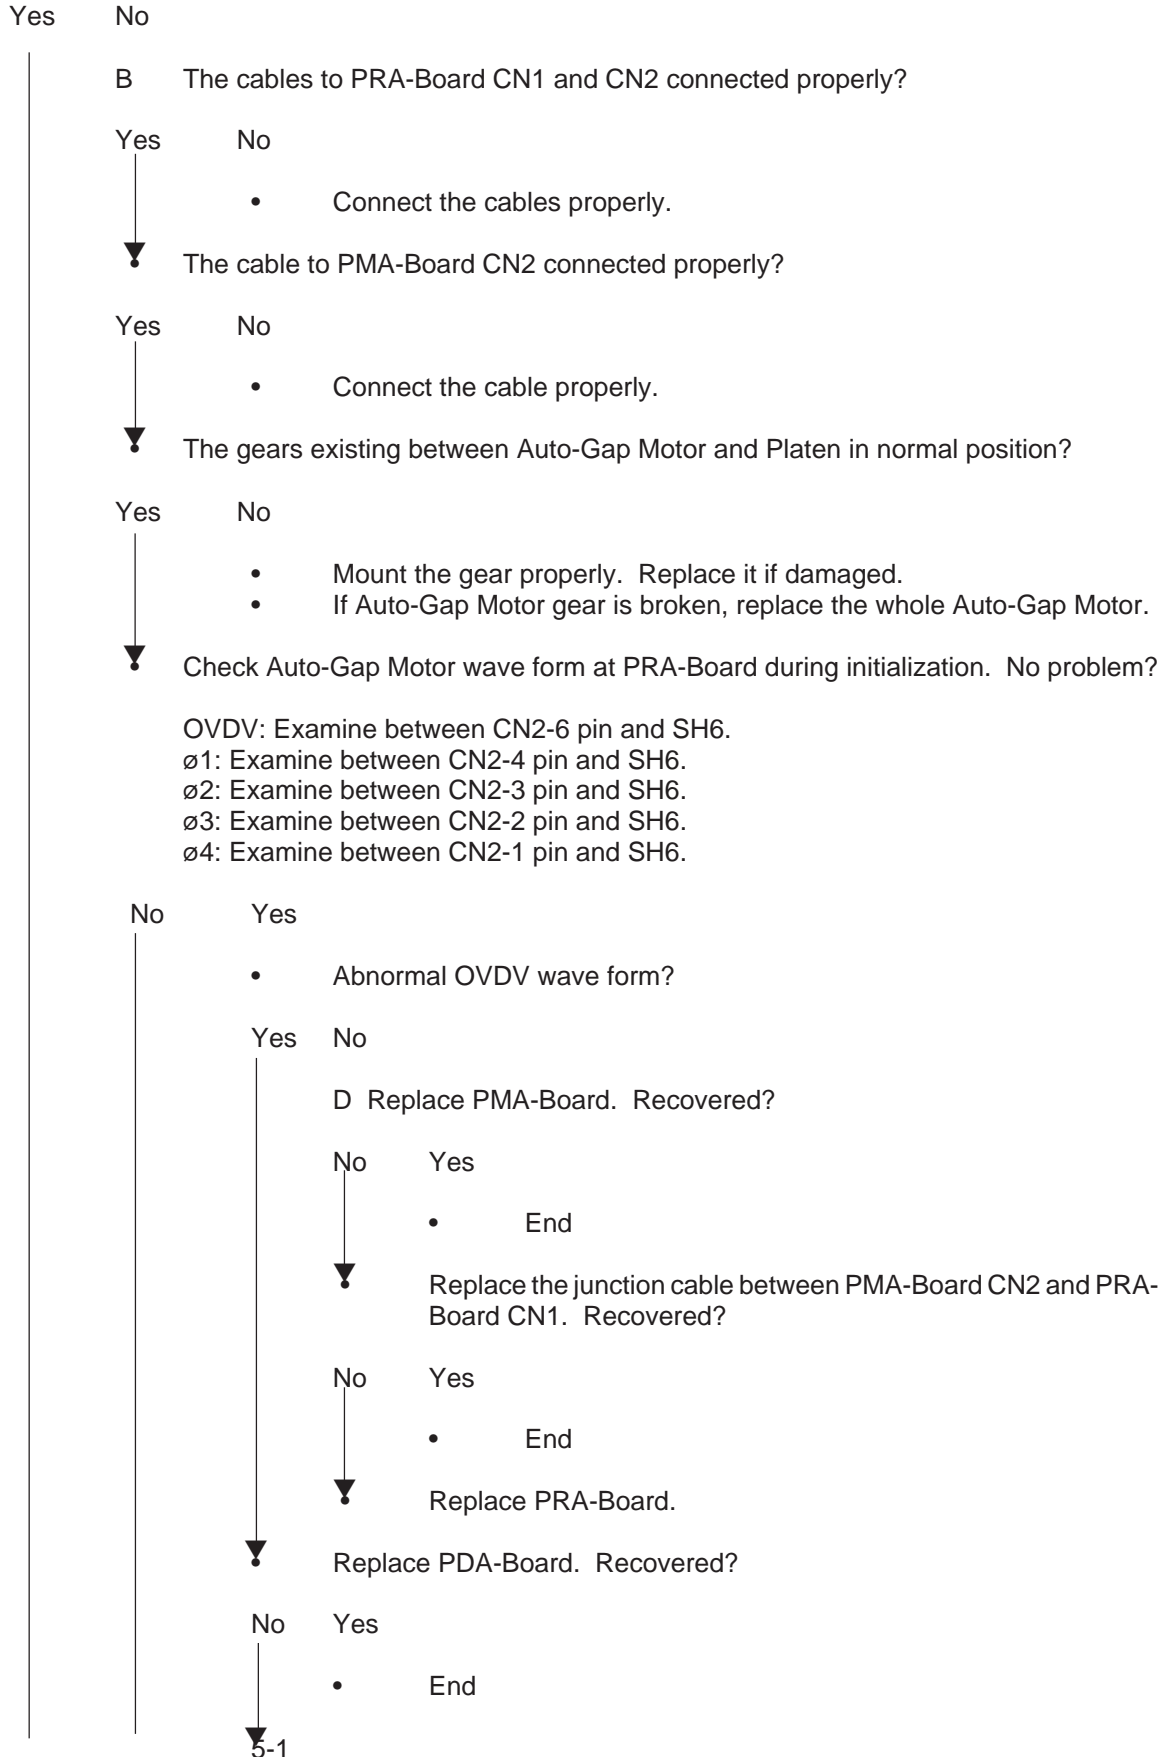 Yes No
B The cables to PRA-Board CN1 and CN2 connected properly?
Yes No
• Connect the cables properly.
• The cable to PMA-Board CN2 connected properly?
Yes No
• Connect the cable properly.
• The gears existing between Auto-Gap Motor and Platen in normal position?
Yes No
• Mount the gear properly. Replace it if damaged.
• If Auto-Gap Motor gear is broken, replace the whole Auto-Gap Motor.
• Check Auto-Gap Motor wave form at PRA-Board during initialization. No problem?
OVDV: Examine between CN2-6 pin and SH6.
ø1: Examine between CN2-4 pin and SH6.
ø2: Examine between CN2-3 pin and SH6.
ø3: Examine between CN2-2 pin and SH6.
ø4: Examine between CN2-1 pin and SH6.
No Yes
• Abnormal OVDV wave form?
Yes No
D Replace PMA-Board. Recovered?
No Yes
• End
• Replace the junction cable between PMA-Board CN2 and PRA-
Board CN1. Recovered?
No Yes
• End
• Replace PRA-Board.
• Replace PDA-Board. Recovered?
No Yes
• End
5-1